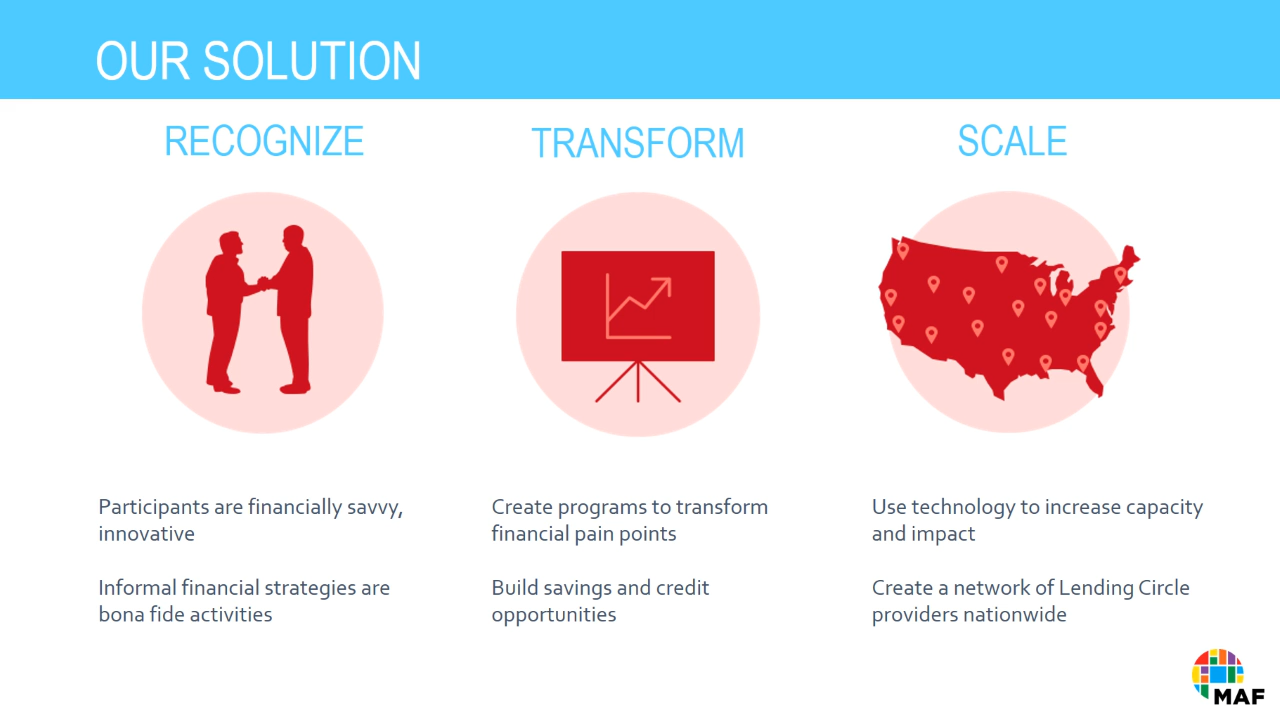 OUR SOLUTION
RECOGNIZE
Participants are financially savvy,
innovative
Informal financial strategies are
bona fide activities
TRANSFORM
Create programs to transform
financial pain points
Build savings and credit
opportunities
SCALE
Use technology to increase capacity
and impact
Create a network of Lending Circle
providers nationwide
MAF